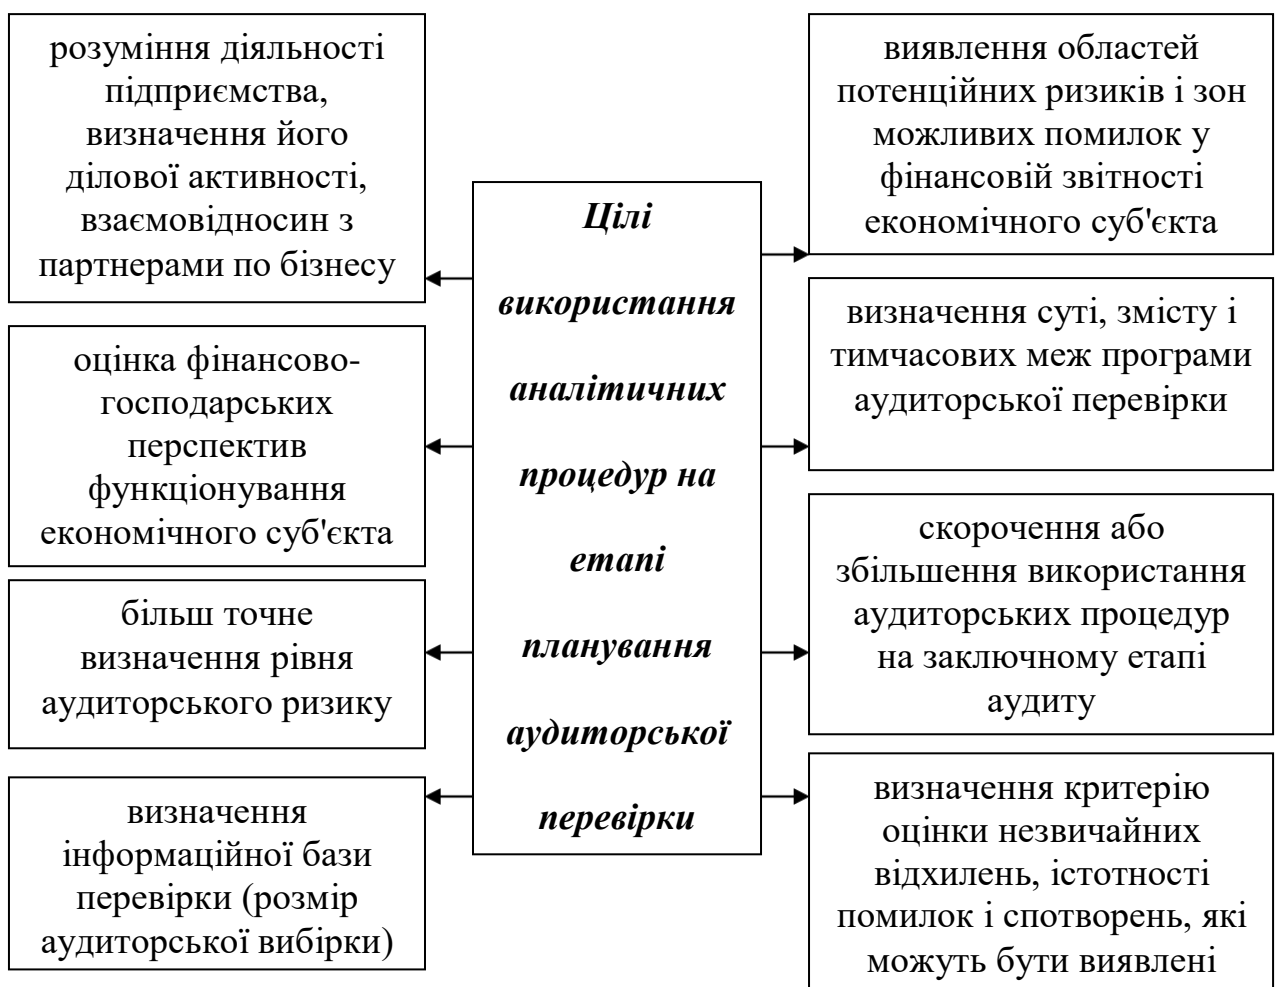 розуміння діяльності
підприємства,
визначення його
ділової активності,
взаємовідносин з
партнерами по бізнесу
оцінка фінансово-
господарських
перспектив
функціонування
економічного суб'єкта
більш точне
визначення рівня
аудиторського ризику
визначення
інформаційної бази
перевірки (розмір
аудиторської вибірки)
Цілі
використання
аналітичних
процедур на
етапі
планування
аудиторської
перевірки
виявлення областей
потенційних ризиків і зон
можливих помилок у
фінансовій звітності
економічного суб'єкта
визначення суті, змісту і
тимчасових меж програми
аудиторської перевірки
скорочення або
збільшення використання
аудиторських процедур
на заключному етапі
аудиту
визначення критерію
оцінки незвичайних
відхилень, істотності
помилок і спотворень, які
можуть бути виявлені